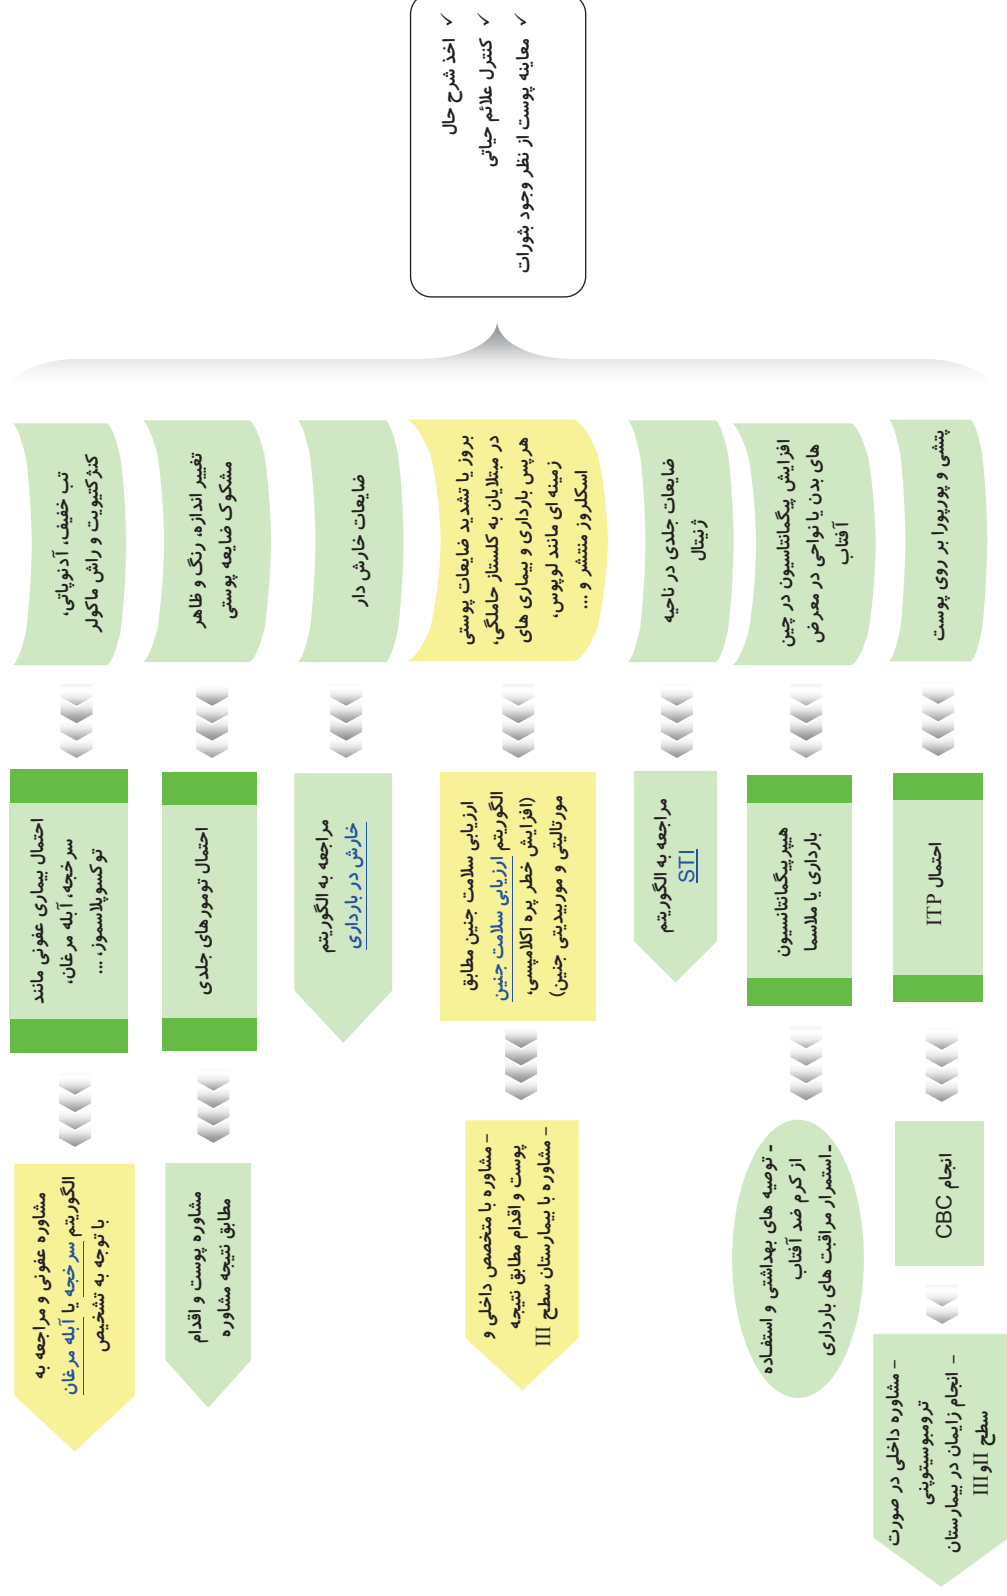 ✓ اخذ شرح حال
✓ کنترل علائم حیاتی
✓ معاینه پوست از نظر وجود بثورات
تب خفیف، آدنوپاتی،
کنژکتیویت و راش ماکولر
احتمال بیماری عفونی مانند
سرخجه، آبله مرغان،
توکسوپلاسموز، ...
مشاوره عفونی و مراجعه به
الگوریتم سرخجه یا آبله مرغان
با توجه به تشخیص
تغییر اندازه، رنگ و ظاهر
مشکوک ضایعه پوستی
احتمال تومورهای جلدی
مشاوره پوست و اقدام
مطابق نتیجه مشاوره
ضایعات خارش دار
مراجعه به الگوریتم
خارش در بارداری
بروز یا تشدید ضایعات پوستی
در مبتلایان به کلستاز حاملگی،
هرپس بارداری و بیماری های
زمینه ای مانند لوپوس،
اسکلروز منتشر و ...
ارزیابی سلامت جنین مطابق
الگوریتم ارزیابی سلامت جنین
(افزایش خطر پره اکلامپسی،
مورتالیتی و موربیدیتی جنین)
– مشاوره با متخصص داخلی و
پوست و اقدام مطابق نتیجه
– مشاوره با بیمارستان سطح III
ضایعات جلدی در ناحیه
ژنیتال
مراجعه به الگوریتم
STI
افزایش پیگمانتاسیون در چین
های بدن یا نواحی در معرض
آفتاب
هیپرپیگمانتانسیون
بارداری یا ملاسما
- توصیه های بهداشتی و استفاده
از کرم ضد آفتاب
- استمرار مراقبت های بارداری
پتشی و پورپورا بر روی پوست
احتمال ITP
انجام CBC
– مشاوره داخلی در صورت
ترومبوسیتوپنی
– انجام زایمان در بیمارستان
سطح II و III